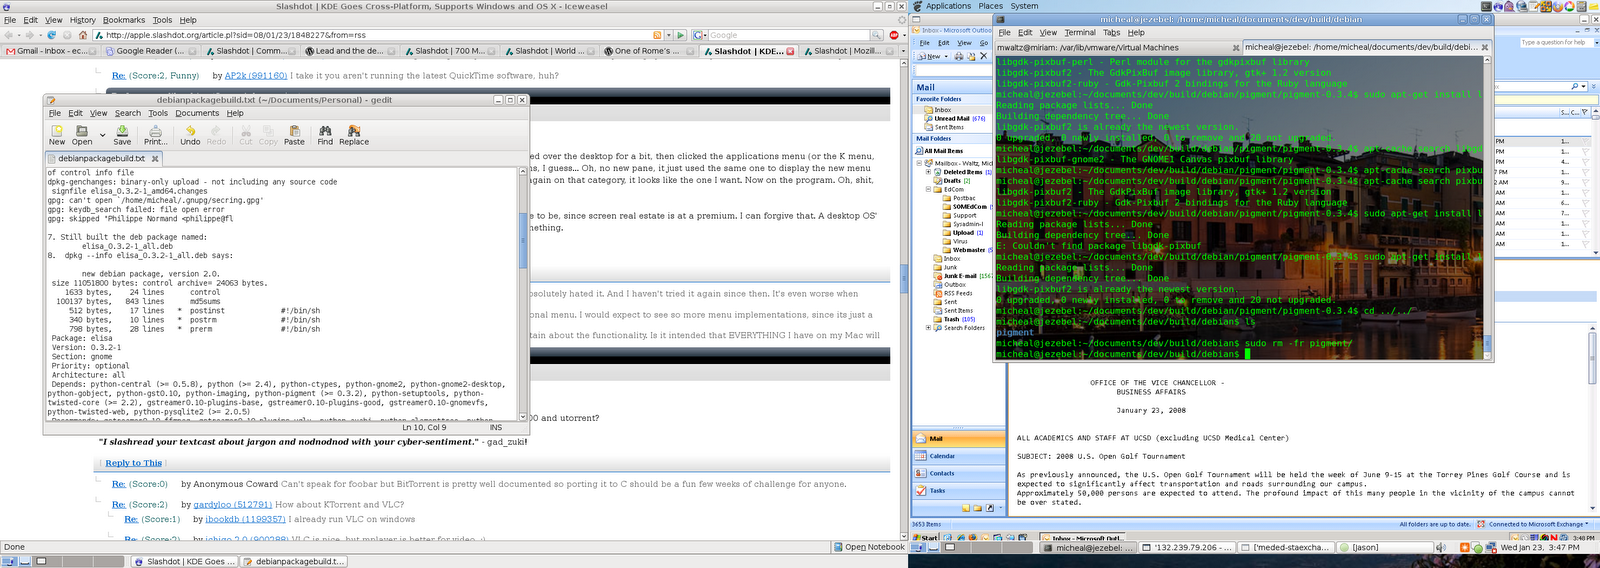 Slashdot | KDE Goes Cross-Platform, Supports Windows and OS X - Iceweasel
File Edit View History Bookmarks Tools Help
http://apple.slashdot.org/article.pl?sid=08/01/23/1848227&from=rss
Google
Gmail - Inbox - ec...
Google Reader (...
Slashdot | Comm...
Lead and the de...
Slashdot | 700 M...
Slashdot | World ...
One of Rome's ...
Slashdot | KDE...
Slashdot | Mozill...
Re: (Score:2, Funny) by AP2k (991160) I take it you aren't running the latest QuickTime software, huh?
debianpackagebuild.txt (~/Documents/Personal) - gedit
File Edit View Search Tools Documents Help
New Open Save Print... Undo Redo Cut Copy Paste Find Replace
debianpackagebuild.txt
of control info file
dpkg-genchanges: binary-only upload - not including any source code
signfile elisa_0.3.2-1_amd64.changes
gpg: can't open `/home/micheal/.gnupg/secring.gpg'
gpg: keydb_search failed: file open error
gpg: skipped "Philippe Normand <philippe@fl
7. Still built the deb package named:
elisa_0.3.2-1_all.deb
8. dpkg --info elisa_0.3.2-1_all.deb says:
new debian package, version 2.0.
size 11051800 bytes: control archive= 24063 bytes.
1633 bytes, 24 lines control
100137 bytes, 843 lines md5sums
512 bytes, 17 lines * postinst #!/bin/sh
340 bytes, 10 lines * postrm #!/bin/sh
798 bytes, 28 lines * prerm #!/bin/sh
Package: elisa
Version: 0.3.2-1
Section: gnome
Priority: optional
Architecture: all
Depends: python-central (>= 0.5.8), python (>= 2.4), python-ctypes, python-gnome2, python-gnome2-desktop,
python-gobject, python-gst0.10, python-imaging, python-pigment (>= 0.3.2), python-setuptools, python-
twisted-core (>= 2.2), gstreamer0.10-plugins-base, gstreamer0.10-plugins-good, gstreamer0.10-gnomevfs,
python-twisted-web, python-pysqlite2 (>= 2.0.5)
Ln 10, Col 9 INS
ed over the desktop for a bit, then clicked the applications menu (or the K menu,
s, I guess... Oh, no new pane, it just used the same one to display the new menu
again on that category, it looks like the one I want. Now on the program. Oh, shit,
e to be, since screen real estate is at a premium. I can forgive that. A desktop OS'
nething.
bsolutely hated it. And I haven't tried it again since then. It's even worse when
onal menu. I would expect to see so more menu implementations, since its just a
tain about the functionality. Is it intended that EVERYTHING I have on my Mac will
00 and utorrent?
"I slashread your textcast about jargon and nodnodnod with your cyber-sentiment." - gad_zuki!
Reply to This
Re: (Score:0) by Anonymous Coward Can't speak for foobar but BitTorrent is pretty well documented so porting it to C should be a fun few weeks of challenge for anyone.
Re: (Score:2) by gardyloo (512791) How about KTorrent and VLC?
Re: (Score:1) by ibookdb (1199357) I already run VLC on windows
Re: (Score:2) by ichigo 2.0 (900288) VLC is nice, but mplayer is better for video. :)
Done
Open Notebook
Slashdot | KDE Goes ...
debianpackagebuild.t...
Applications Places System
micheal@jezebel: /home/micheal/documents/dev/build/debian
File Edit View Terminal Tabs Help
mwaltz@miriam: /var/lib/vmware/Virtual Machines
micheal@jezebel: /home/micheal/documents/dev/build/debi...
libgdk-pixbuf-perl - Perl module for the gdkpixbuf library
libgdk-pixbuf2 - The GdkPixBuf image library, gtk+ 1.2 version
libgdk-pixbuf2-ruby - Gdk-Pixbuf 2 bindings for the Ruby language
micheal@jezebel:~/documents/dev/build/debian/pigment/pigment-0.3.4$ sudo apt-get install l
Reading package lists... Done
Building dependency tree... Done
libgdk-pixbuf2 is already the newest version.
0 upgraded, 0 newly installed, 0 to remove and 20 not upgraded.
micheal@jezebel:~/documents/dev/build/debian/pigment/pigment-0.3.4$ apt-cache search libgd
libgdk-pixbuf-gnome2 - The GNOME1 Canvas pixbuf library
micheal@jezebel:~/documents/dev/build/debian/pigment/pigment-0.3.4$ apt-cache search pixbu
libgdk-pixbuf2 - The GdkPixBuf image library, gtk+ 1.2 version
libgdk-pixbuf2-ruby - Gdk-Pixbuf 2 bindings for the Ruby language
micheal@jezebel:~/documents/dev/build/debian/pigment/pigment-0.3.4$ sudo apt-get install l
Reading package lists... Done
Building dependency tree... Done
E: Couldn't find package libgdk-pixbuf
micheal@jezebel:~/documents/dev/build/debian/pigment/pigment-0.3.4$ sudo apt-get install l
Reading package lists... Done
Building dependency tree... Done
libgdk-pixbuf2 is already the newest version.
0 upgraded, 0 newly installed, 0 to remove and 20 not upgraded.
micheal@jezebel:~/documents/dev/build/debian/pigment/pigment-0.3.4$ cd ../../
micheal@jezebel:~/documents/dev/build/debian$ ls
pigment
micheal@jezebel:~/documents/dev/build/debian$ sudo rm -fr pigment/
micheal@jezebel:~/documents/dev/build/debian$
Inbox - Microsoft Outloo
File Edit View Go
New
Type a question for help
Mail
Favorite Folders
Inbox
Unread Mail (676)
Sent Items
Mail Folders
All Mail Items
Mailbox - Waltz, Mich
Deleted Items (1
Drafts (2)
EdCom
Postbac
SOMEdCom
Support
Sysadmin-I
Upload (1)
Virus
Webmaster (5
Inbox
Junk
Junk E-mail (156
Outbox
RSS Feeds
Sent
Sent Items
Trash (105)
Search Folders
Mail
Calendar
Contacts
Tasks
OFFICE OF THE VICE CHANCELLOR -
BUSINESS AFFAIRS
January 23, 2008
ALL ACADEMICS AND STAFF AT UCSD (excluding UCSD Medical Center)
SUBJECT: 2008 U.S. Open Golf Tournament
As previously announced, the U.S. Open Golf Tournament will be held the week of June 9-15 at the Torrey Pines Golf Course and is
expected to significantly affect transportation and roads surrounding our campus.
Approximately 50,000 persons are expected to attend. The profound impact of this many people in the vicinity of the campus cannot
be over stated.
3653 Items
All folders are up to date.
Connected to Microsoft Exchange
Start
Inbox - Microsoft Outl...
3:48 PM
micheal@jezebel: ...
'132.239.79.206 - ...
['meded-staexcha...
[jason]
Wed Jan 23, 3:47 PM